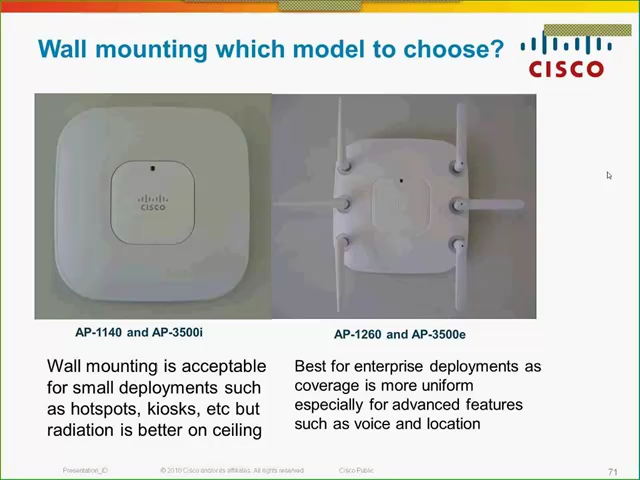 Wall mounting which model to choose?
CISCO
CISCO
AP-1140 and AP-3500i
AP-1260 and AP-3500e
Wall mounting is acceptable
for small deployments such
as hotspots, kiosks, etc but
radiation is better on ceiling
Best for enterprise deployments as
coverage is more uniform
especially for advanced features
such as voice and location
Presentation_ID
© 2010 Cisco and/or its affiliates. All rights reserved.
Cisco Public
71